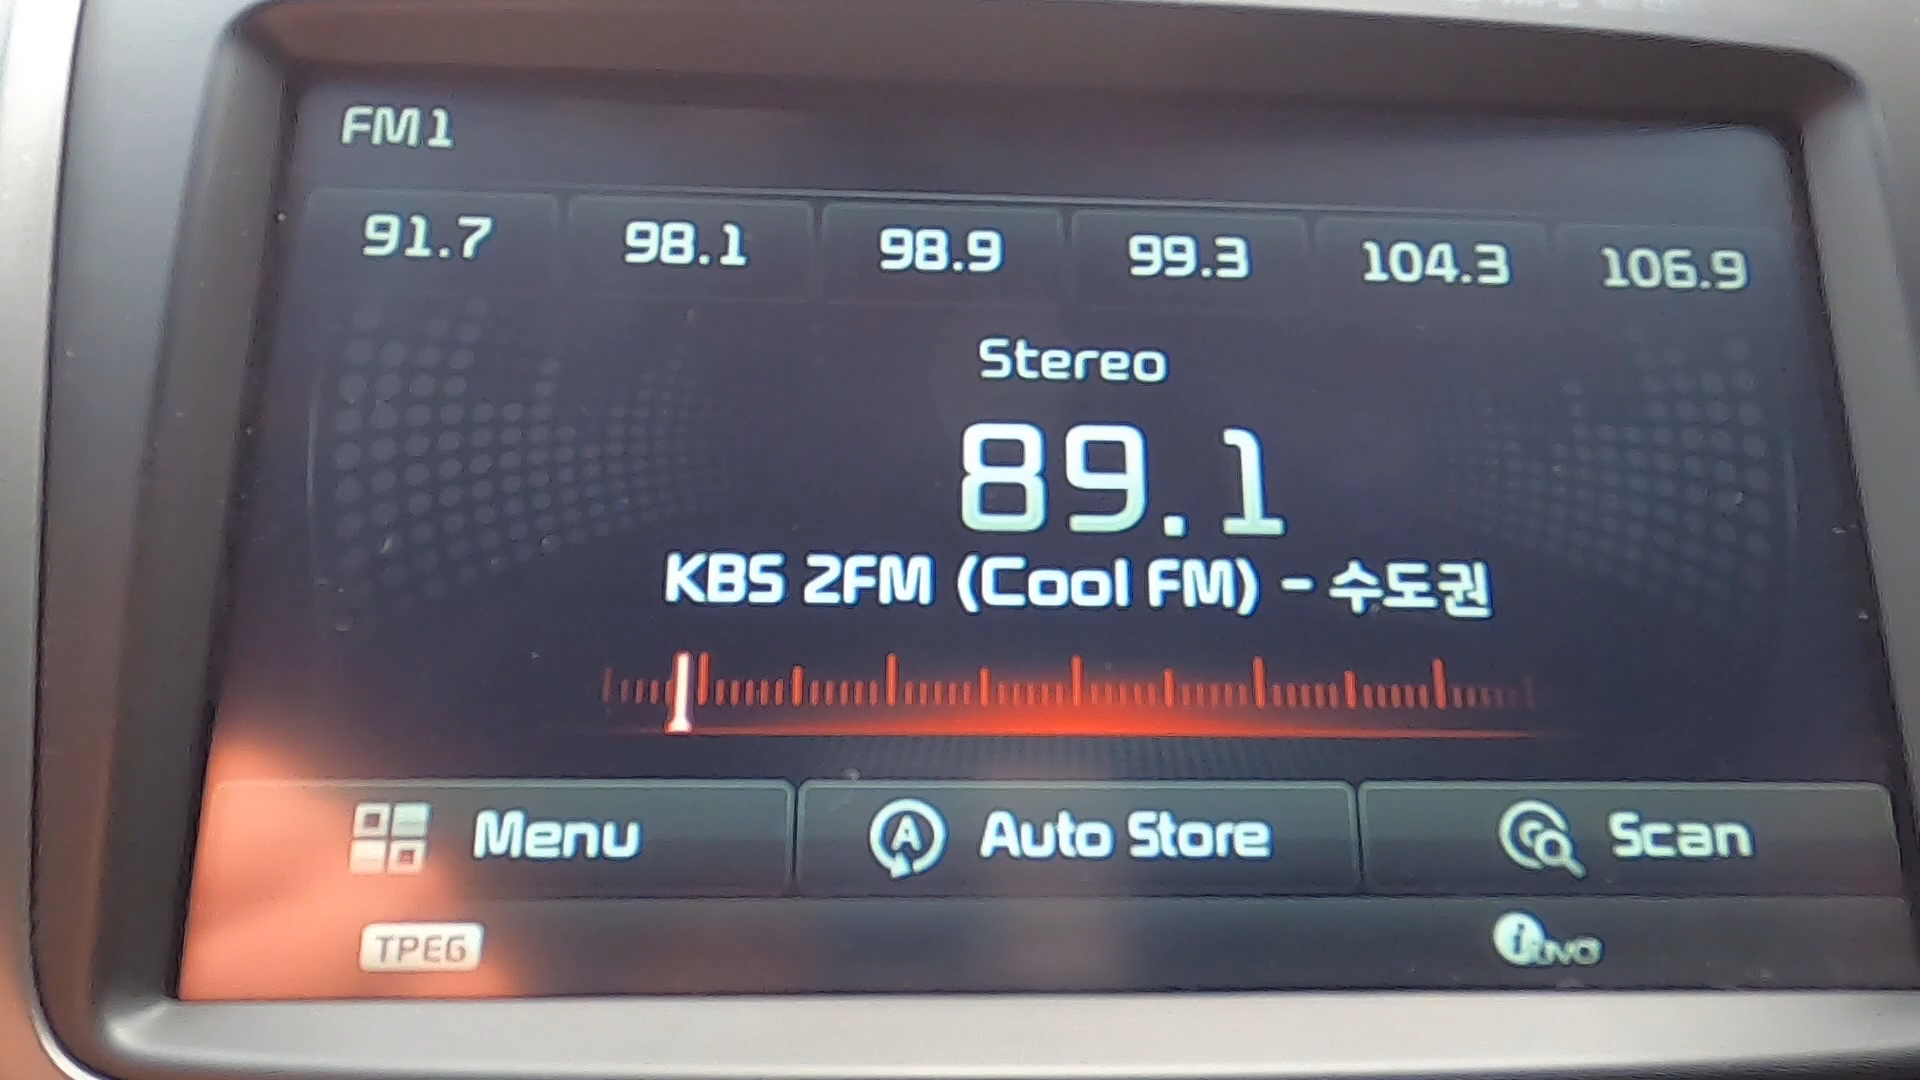 FM1
91.7 98.1 98.9 99.3 104.3 106.9
Stereo
89.1
KBS 2FM (Cool FM) - 수도권
Menu Auto Store Scan
TPEG